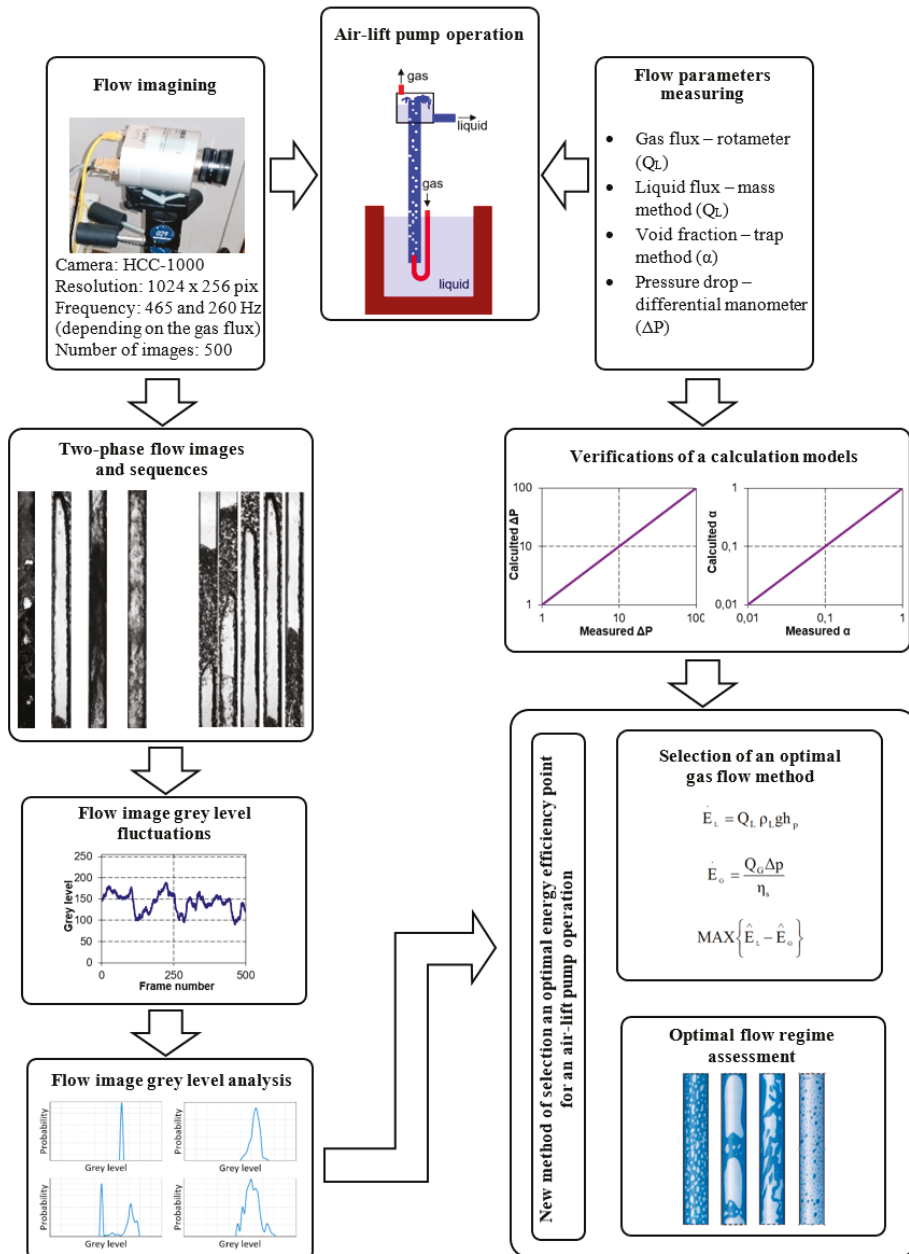 Air-lift pump operation
gas
liquid
gas
liquid
Flow imagining
Camera: HCC-1000
Resolution: 1024 x 256 pix
Frequency: 465 and 260 Hz
(depending on the gas flux)
Number of images: 500
Flow parameters
measuring
• Gas flux – rotameter
(Q_L)
• Liquid flux – mass
method (Q_L)
• Void fraction – trap
method (α)
• Pressure drop –
differential manometer
(ΔP)
Two-phase flow images
and sequences
Verifications of a calculation models
Calculted ΔP
100
10
1
1
10
100
Measured ΔP
Calculted α
1
0,1
0,01
0,01
0,1
1
Measured α
Flow image grey level
fluctuations
Grey level
250
200
150
100
50
0
0
250
500
Frame number
Flow image grey level analysis
Probability
Grey level
Probability
Grey level
Probability
Grey level
Probability
Grey level
New method of selection an optimal energy efficiency point
for an air-lift pump operation
Selection of an optimal
gas flow method
Ė_L = Q_L ρ_L g h_p
Ė_G = Q_G Δp / η_s
MAX{Ê_L − Ê_G}
Optimal flow regime
assessment